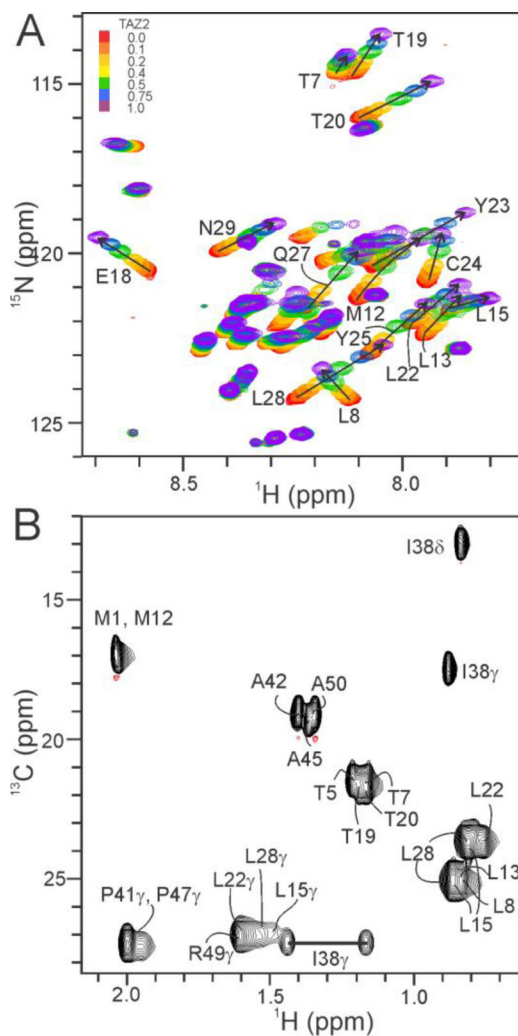 A
TAZ2
0.0
0.1
0.2
0.4
0.5
0.75
1.0
T19
T7
T20
115
N29
Y23
E18
Q27
C24
120
M12
L15
Y25
L22
L13
L28
L8
125
15N
8.5
8.0
1H (ppm)
15N (ppm)
B
I38δ
15
M1, M12
I38γ
A42
A50
A45
20
T5
T7
T20
T19
L22
L28
L13
L8
L15
25
P41γ, P47γ
L28γ
L22γ
L15γ
R49γ
I38γ
13C (ppm)
2.0
1.5
1.0
1H (ppm)